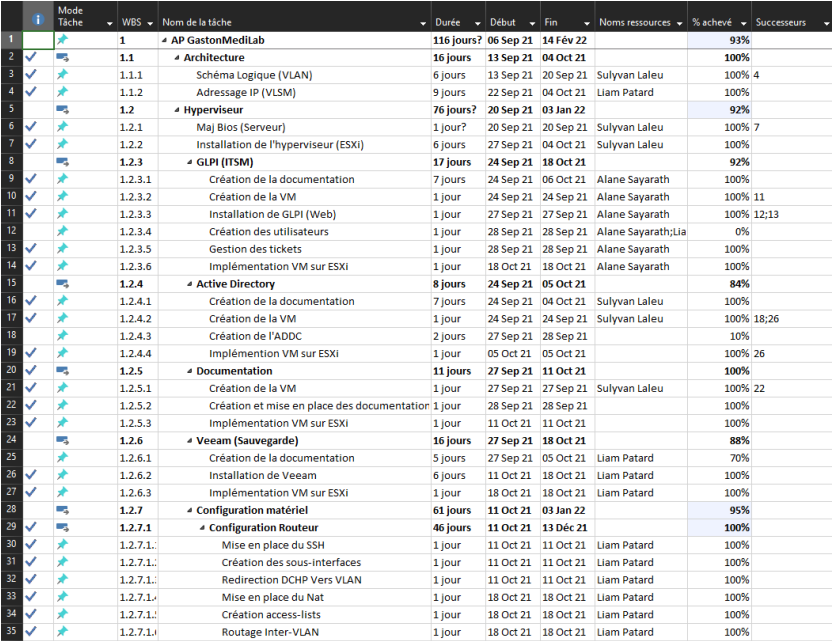 Mode Tâche WBS Nom de la tâche Durée Début Fin Noms ressources % achevé Successeurs
1 1 AP GastonMediLab 116 jours? 06 Sep 21 14 Fév 22 93%
2 1.1 Architecture 16 jours 13 Sep 21 04 Oct 21 100%
3 1.1.1 Schéma Logique (VLAN) 6 jours 13 Sep 21 20 Sep 21 Sulyvan Laleu 100% 4
4 1.1.2 Adressage IP (VLSM) 9 jours 22 Sep 21 04 Oct 21 Liam Patard 100%
5 1.2 Hyperviseur 76 jours? 20 Sep 21 03 Jan 22 92%
6 1.2.1 Maj Bios (Serveur) 1 jour? 20 Sep 21 20 Sep 21 Sulyvan Laleu 100% 7
7 1.2.2 Installation de l'hyperviseur (ESXi) 6 jours 27 Sep 21 04 Oct 21 Sulyvan Laleu 100%
8 1.2.3 GLPI (ITSM) 17 jours 24 Sep 21 18 Oct 21 92%
9 1.2.3.1 Création de la documentation 7 jours 24 Sep 21 06 Oct 21 Alane Sayarath 100%
10 1.2.3.2 Création de la VM 1 jour 24 Sep 21 24 Sep 21 Alane Sayarath 100% 11
11 1.2.3.3 Installation de GLPI (Web) 1 jour 27 Sep 21 27 Sep 21 Alane Sayarath 100% 12;13
12 1.2.3.4 Création des utilisateurs 1 jour 28 Sep 21 28 Sep 21 Alane Sayarath;Lia 0%
13 1.2.3.5 Gestion des tickets 1 jour 28 Sep 21 28 Sep 21 Alane Sayarath 100%
14 1.2.3.6 Implémentation VM sur ESXi 1 jour 18 Oct 21 18 Oct 21 Alane Sayarath 100%
15 1.2.4 Active Directory 8 jours 24 Sep 21 05 Oct 21 84%
16 1.2.4.1 Création de la documentation 7 jours 24 Sep 21 04 Oct 21 Sulyvan Laleu 100%
17 1.2.4.2 Création de la VM 1 jour 24 Sep 21 24 Sep 21 Sulyvan Laleu 100% 18;26
18 1.2.4.3 Création de l'ADDC 2 jours 27 Sep 21 28 Sep 21 10%
19 1.2.4.4 Implémention VM sur ESXi 1 jour 05 Oct 21 05 Oct 21 100% 26
20 1.2.5 Documentation 11 jours 27 Sep 21 11 Oct 21 100%
21 1.2.5.1 Création de la VM 1 jour 27 Sep 21 27 Sep 21 Sulyvan Laleu 100% 22
22 1.2.5.2 Création et mise en place des documentation 1 jour 28 Sep 21 28 Sep 21 100%
23 1.2.5.3 Implémentation VM sur ESXi 1 jour 11 Oct 21 11 Oct 21 100%
24 1.2.6 Veeam (Sauvegarde) 16 jours 27 Sep 21 18 Oct 21 88%
25 1.2.6.1 Création de la documentation 5 jours 27 Sep 21 05 Oct 21 Liam Patard 70%
26 1.2.6.2 Installation de Veeam 6 jours 11 Oct 21 18 Oct 21 Liam Patard 100%
27 1.2.6.3 Implémentation VM sur ESXi 1 jour 18 Oct 21 18 Oct 21 Liam Patard 100%
28 1.2.7 Configuration matériel 61 jours 11 Oct 21 03 Jan 22 95%
29 1.2.7.1 Configuration Routeur 46 jours 11 Oct 21 13 Déc 21 100%
30 1.2.7.1. Mise en place du SSH 1 jour 11 Oct 21 11 Oct 21 Liam Patard 100%
31 1.2.7.1. Création des sous-interfaces 1 jour 11 Oct 21 11 Oct 21 Liam Patard 100%
32 1.2.7.1. Redirection DCHP Vers VLAN 1 jour 11 Oct 21 11 Oct 21 Liam Patard 100%
33 1.2.7.1. Mise en place du Nat 1 jour 18 Oct 21 18 Oct 21 Liam Patard 100%
34 1.2.7.1. Création access-lists 1 jour 18 Oct 21 18 Oct 21 Liam Patard 100%
35 1.2.7.1. Routage Inter-VLAN 1 jour 18 Oct 21 18 Oct 21 Liam Patard 100%